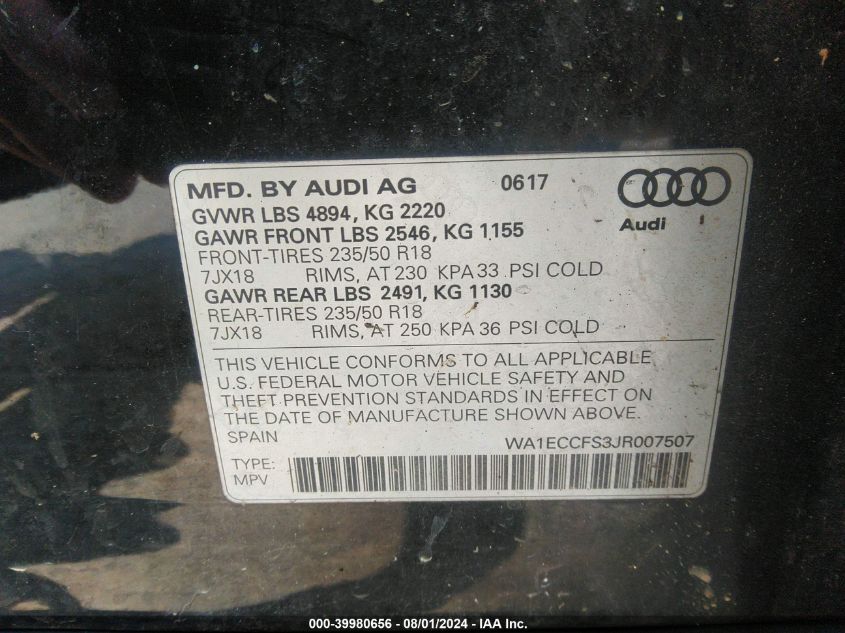 MFD. BY AUDI AG 0617
Audi
GVWR LBS 4894, KG 2220
GAWR FRONT LBS 2546, KG 1155
FRONT-TIRES 235/50 R18
7JX18 RIMS, AT 230 KPA 33 PSI COLD
GAWR REAR LBS 2491, KG 1130
REAR-TIRES 235/50 R18
7JX18 RIMS, AT 250 KPA 36 PSI COLD
THIS VEHICLE CONFORMS TO ALL APPLICABLE
U.S. FEDERAL MOTOR VEHICLE SAFETY AND
THEFT PREVENTION STANDARDS IN EFFECT ON
THE DATE OF MANUFACTURE SHOWN ABOVE.
SPAIN WA1ECCFS3JR007507
TYPE:
MPV
000-39980656 - 08/01/2024 - IAA Inc.